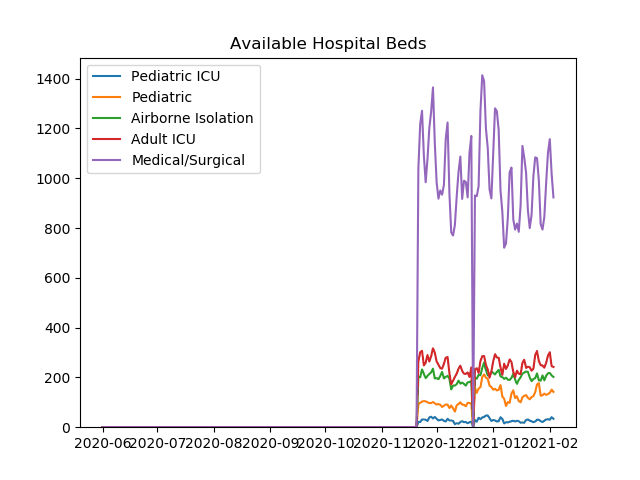 Available Hospital Beds
Pediatric ICU
Pediatric
Airborne Isolation
Adult ICU
Medical/Surgical
1400
1200
1000
800
600
400
200
0
2020-06 2020-07 2020-08 2020-09 2020-10 2020-11 2020-12 2021-01 2021-02